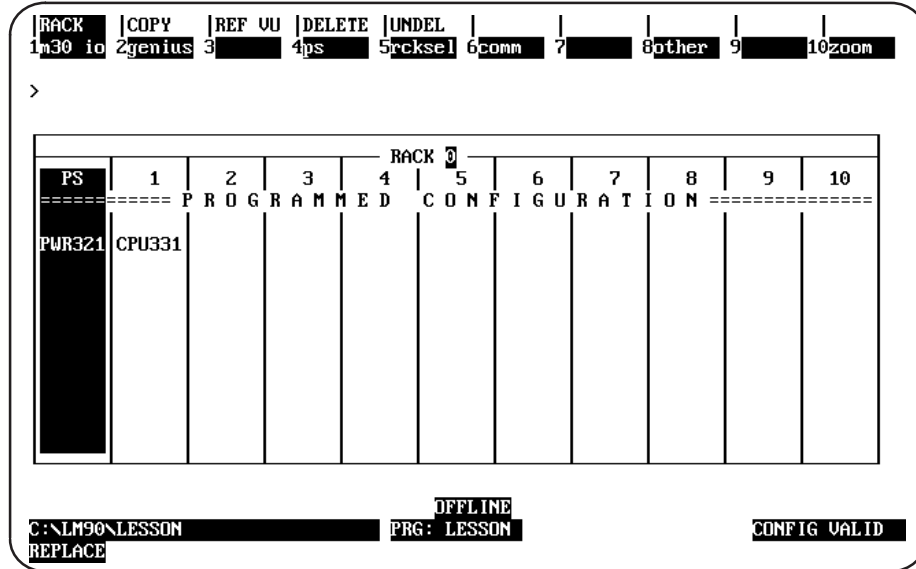 |RACK |COPY |REF VU |DELETE |UNDEL | | | | |
1m30 io 2genius 3 4ps 5rcksel 6comm 7 8other 9 10zoom
>
RACK 0
PS 1 2 3 4 5 6 7 8 9 10
====== ===== P R O G R A M M E D C O N F I G U R A T I O N ==============
PWR321 CPU331
OFFLINE
C:\LM90\LESSON PRG: LESSON CONFIG VALID
REPLACE